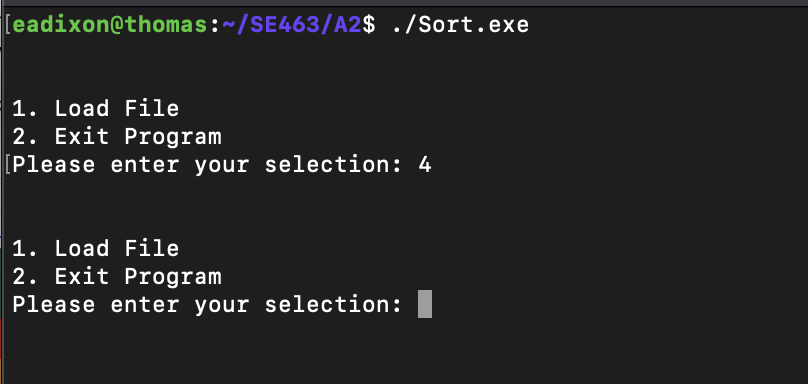 [eadixon@thomas:~/SE463/A2$ ./Sort.exe
1. Load File
2. Exit Program
[Please enter your selection: 4
1. Load File
2. Exit Program
Please enter your selection: